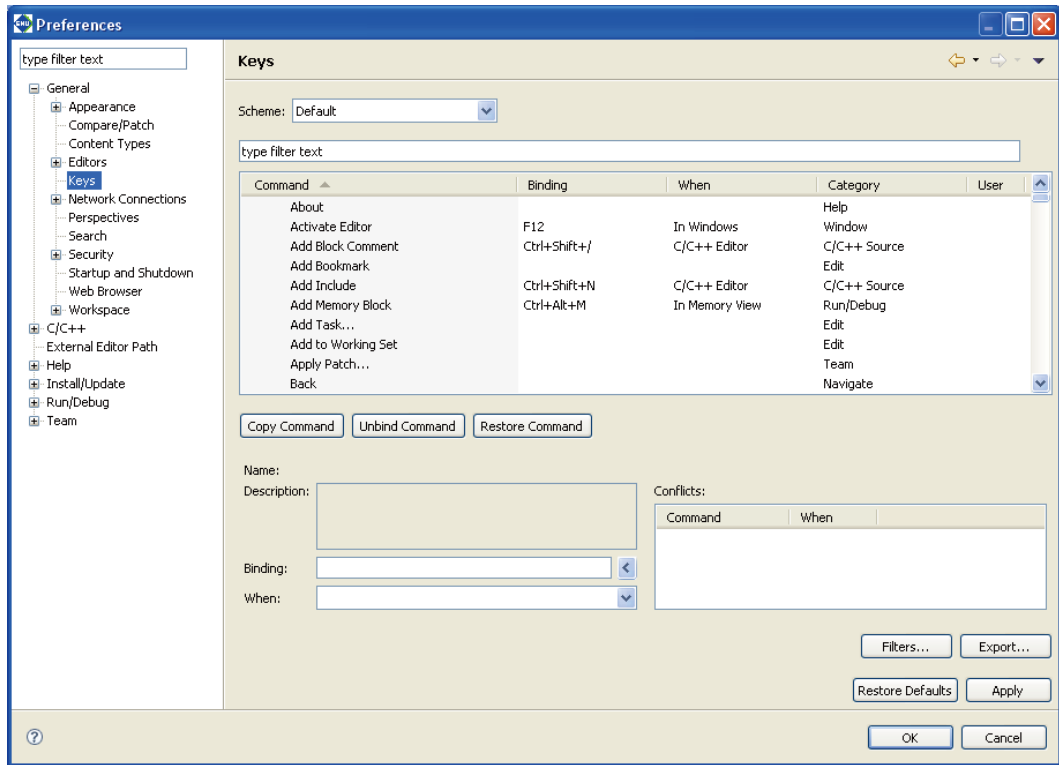 Preferences
type filter text
General
Appearance
Compare/Patch
Content Types
Editors
Keys
Network Connections
Perspectives
Search
Security
Startup and Shutdown
Web Browser
Workspace
C/C++
External Editor Path
Help
Install/Update
Run/Debug
Team
Keys
Scheme: Default
type filter text
Command Binding When Category User
About Help
Activate Editor F12 In Windows Window
Add Block Comment Ctrl+Shift+/ C/C++ Editor C/C++ Source
Add Bookmark Edit
Add Include Ctrl+Shift+N C/C++ Editor C/C++ Source
Add Memory Block Ctrl+Alt+M In Memory View Run/Debug
Add Task... Edit
Add to Working Set Edit
Apply Patch... Team
Back Navigate
Copy Command Unbind Command Restore Command
Name:
Description:
Binding:
When:
Conflicts:
Command When
Filters... Export...
Restore Defaults Apply
OK Cancel